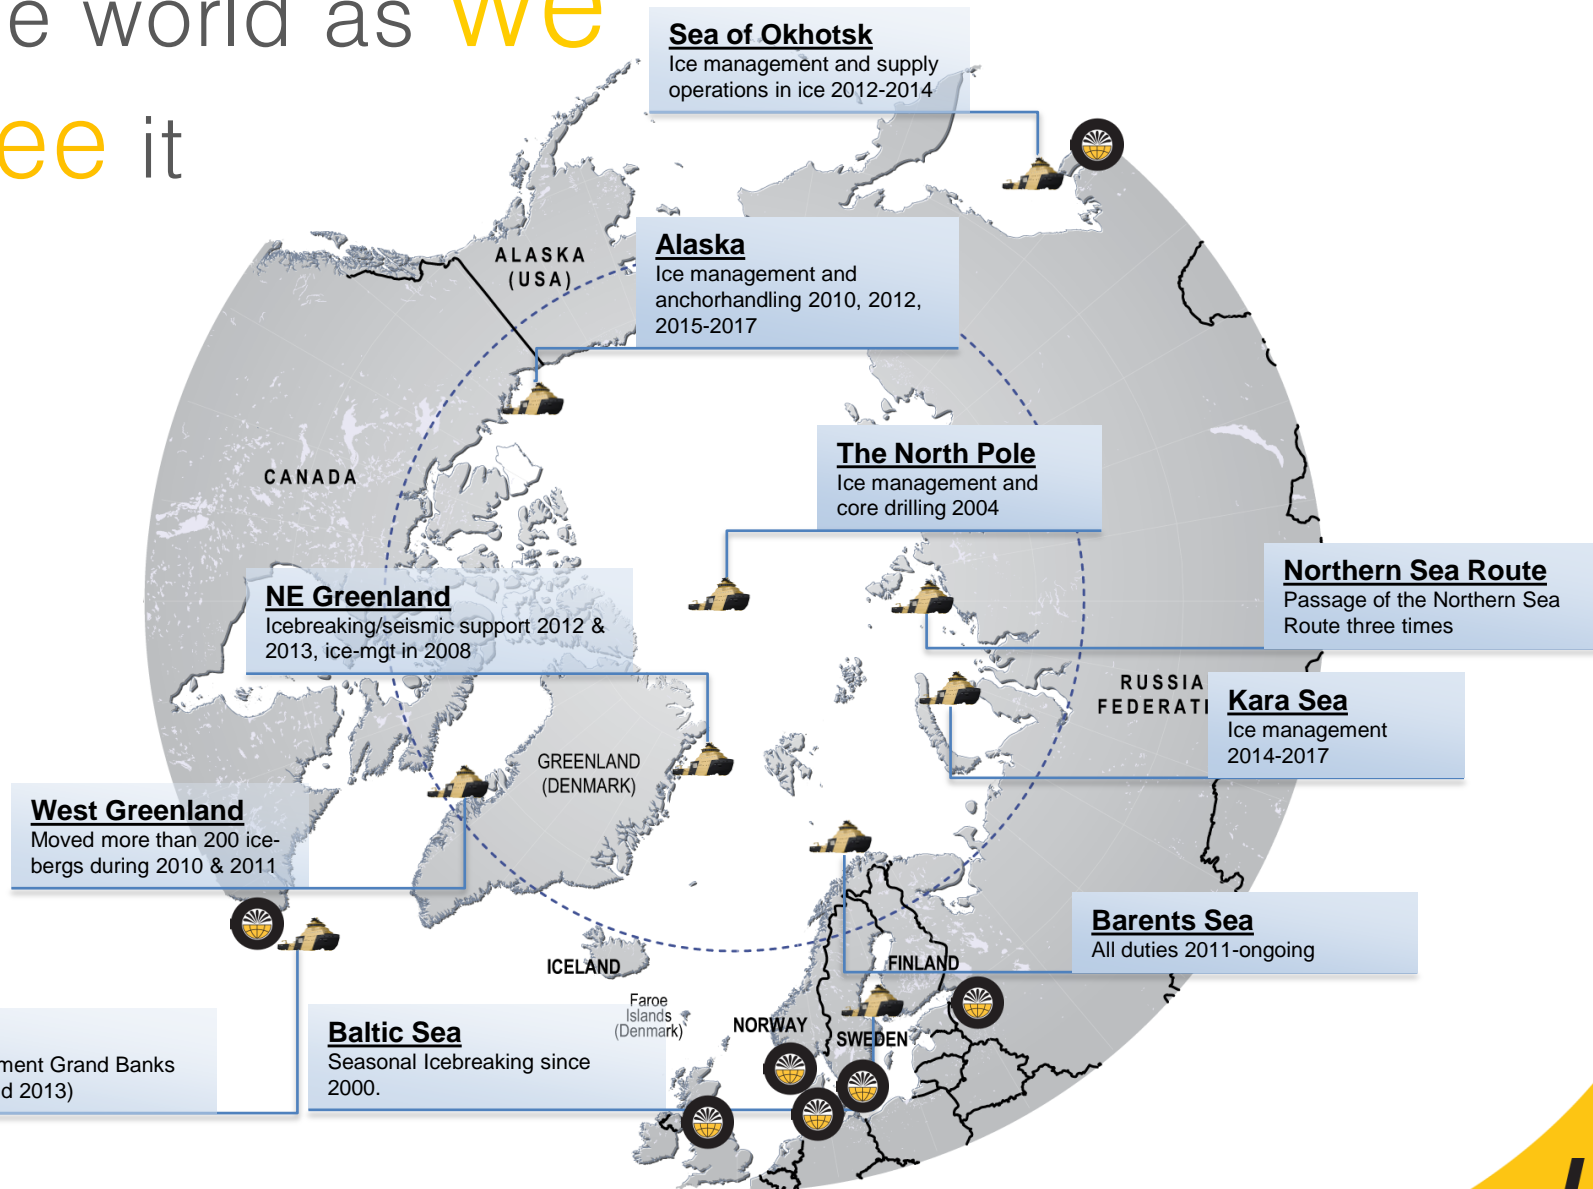 e world as we
ee it
Sea of Okhotsk
Ice management and supply
operations in ice 2012-2014
ALASKA
(USA)
Alaska
Ice management and
anchorhandling 2010, 2012,
2015-2017
CANADA
The North Pole
Ice management and
core drilling 2004
Northern Sea Route
Passage of the Northern Sea
Route three times
NE Greenland
Icebreaking/seismic support 2012 &
2013, ice-mgt in 2008
RUSSIA
FEDERATI
Kara Sea
Ice management
2014-2017
GREENLAND
(DENMARK)
West Greenland
Moved more than 200 ice-
bergs during 2010 & 2011
Barents Sea
All duties 2011-ongoing
ICELAND
FINLAND
Faroe
Islands
(Denmark)
NORWAY
SWEDEN
Baltic Sea
Seasonal Icebreaking since
2000.
ment Grand Banks
d 2013)